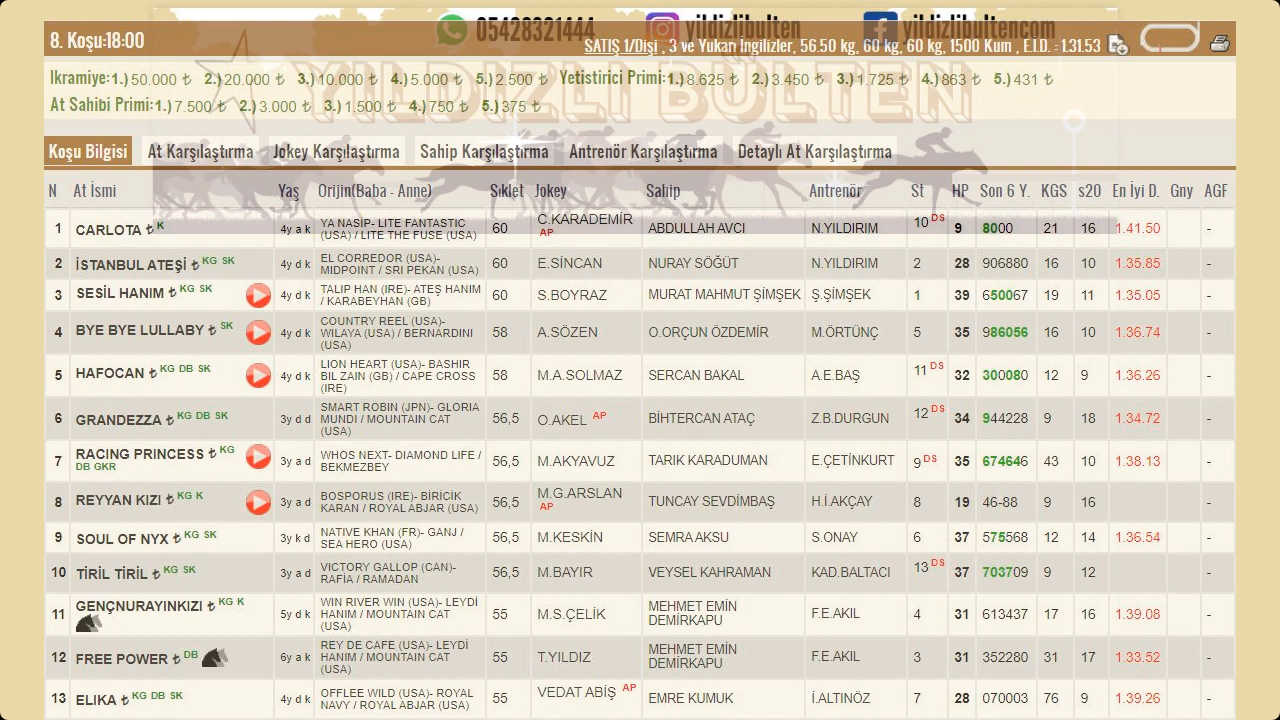 05428321444 yildizlibulten yildizlibultencom
8. Koşu:18:00
SATIŞ 1/Dişi , 3 ve Yukarı İngilizler, 56.50 kg, 60 kg, 60 kg, 1500 Kum , E.İ.D. : 1.31.53
YILDIZLI BÜLTEN
İkramiye:1.) 50.000 ₺ 2.) 20.000 ₺ 3.) 10.000 ₺ 4.) 5.000 ₺ 5.) 2.500 ₺ Yetistirici Primi:1.) 8.625 ₺ 2.) 3.450 ₺ 3.) 1.725 ₺ 4.) 863 ₺ 5.) 431 ₺
At Sahibi Primi:1.) 7.500 ₺ 2.) 3.000 ₺ 3.) 1.500 ₺ 4.) 750 ₺ 5.) 375 ₺
Koşu Bilgisi At Karşılaştırma Jokey Karşılaştırma Sahip Karşılaştırma Antrenör Karşılaştırma Detaylı At Karşılaştırma
N At İsmi Yaş Orijin(Baba - Anne) Sıklet Jokey Sahip Antrenör St HP Son 6 Y. KGS s20 En İyi D. Gny AGF
1 CARLOTA ₺ K 4y a k YA NASİP- LITE FANTASTIC (USA) / LITE THE FUSE (USA) 60 C.KARADEMİR AP ABDULLAH AVCI N.YILDIRIM 10 DS 9 8000 21 16 1.41.50 -
2 İSTANBUL ATEŞİ ₺ KG SK 4y d k EL CORREDOR (USA)- MIDPOINT / SRI PEKAN (USA) 60 E.SİNCAN NURAY SÖĞÜT N.YILDIRIM 2 28 906880 16 10 1.35.85 -
3 SESİL HANIM ₺ KG SK 4y d k TALIP HAN (IRE)- ATEŞ HANIM / KARABEYHAN (GB) 60 S.BOYRAZ MURAT MAHMUT ŞİMŞEK Ş.ŞİMŞEK 1 39 650067 19 11 1.35.05 -
4 BYE BYE LULLABY ₺ SK 4y d k COUNTRY REEL (USA)- WILAYA (USA) / BERNARDINI (USA) 58 A.SÖZEN O.ORÇUN ÖZDEMİR M.ÖRTÜNÇ 5 35 986056 16 10 1.36.74 -
5 HAFOCAN ₺ KG DB SK 4y d k LION HEART (USA)- BASHIR BIL ZAIN (GB) / CAPE CROSS (IRE) 58 M.A.SOLMAZ SERCAN BAKAL A.E.BAŞ 11 DS 32 300080 12 9 1.36.26 -
6 GRANDEZZA ₺ KG DB SK 3y d d SMART ROBIN (JPN)- GLORIA MUNDI / MOUNTAIN CAT (USA) 56,5 O.AKEL AP BİHTERCAN ATAÇ Z.B.DURGUN 12 DS 34 944228 9 18 1.34.72 -
7 RACING PRINCESS ₺ KG DB GKR 3y a d WHOS NEXT- DIAMOND LIFE / BEKMEZBEY 56,5 M.AKYAVUZ TARIK KARADUMAN E.ÇETİNKURT 9 DS 35 674646 43 10 1.38.13 -
8 REYYAN KIZI ₺ KG K 3y a d BOSPORUS (IRE)- BİRİCİK KARAN / ROYAL ABJAR (USA) 56,5 M.G.ARSLAN AP TUNCAY SEVDİMBAŞ H.İ.AKÇAY 8 19 46-88 9 16 -
9 SOUL OF NYX ₺ KG SK 3y k d NATIVE KHAN (FR)- GANJ / SEA HERO (USA) 56,5 M.KESKİN SEMRA AKSU S.ONAY 6 37 575568 12 14 1.36.54 -
10 TIRIL TIRIL ₺ KG SK 3y a d VICTORY GALLOP (CAN)- RAFİA / RAMADAN 56,5 M.BAYIR VEYSEL KAHRAMAN KAD.BALTACI 13 DS 37 703709 9 12 -
11 GENÇNURAYINKIZI ₺ KG K 5y d k WIN RIVER WIN (USA)- LEYDİ HANIM / MOUNTAIN CAT (USA) 55 M.S.ÇELİK MEHMET EMİN DEMİRKAPU F.E.AKIL 4 31 613437 17 16 1.39.08 -
12 FREE POWER ₺ DB 6y a k REY DE CAFE (USA)- LEYDİ HANIM / MOUNTAIN CAT (USA) 55 T.YILDIZ MEHMET EMİN DEMİRKAPU F.E.AKIL 3 31 352280 31 17 1.33.52 -
13 ELIKA ₺ KG DB SK 4y d k OFFLEE WILD (USA)- ROYAL NAVY / ROYAL ABJAR (USA) 55 VEDAT ABİŞ AP EMRE KUMUK İ.ALTINÖZ 7 28 070003 76 9 1.39.26 -